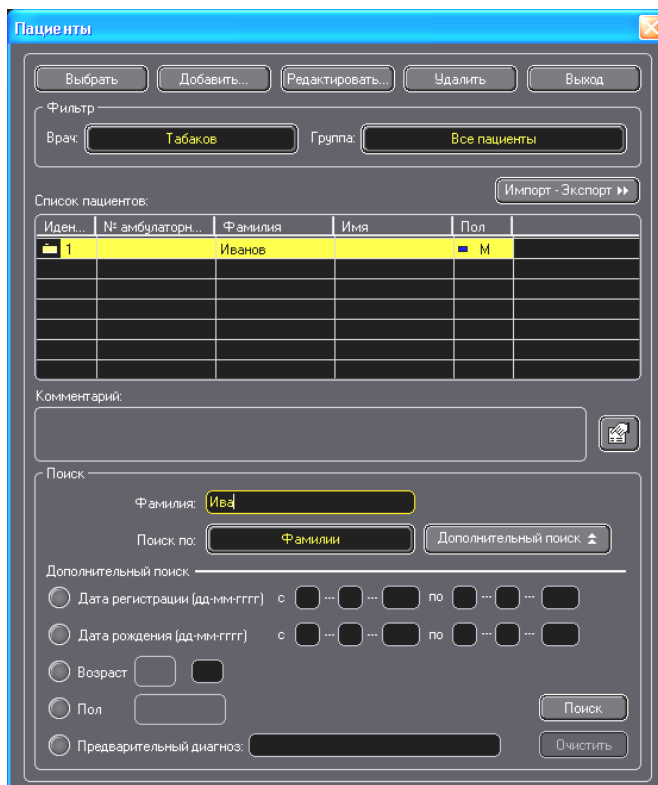 Пациенты
Выбрать Добавить... Редактировать... Удалить Выход
Фильтр
Врач: Табаков Группа: Все пациенты
Импорт - Экспорт
Список пациентов:
Иден... № амбулаторн... Фамилия Имя Пол
1 Иванов М
Комментарий:
Поиск
Фамилия: Ива
Поиск по: Фамилии Дополнительный поиск
Дополнительный поиск
Дата регистрации (дд-мм-гггг) с ... ... по ... ...
Дата рождения (дд-мм-гггг) с ... ... по ... ...
Возраст
Пол Поиск
Предварительный диагноз: Очистить